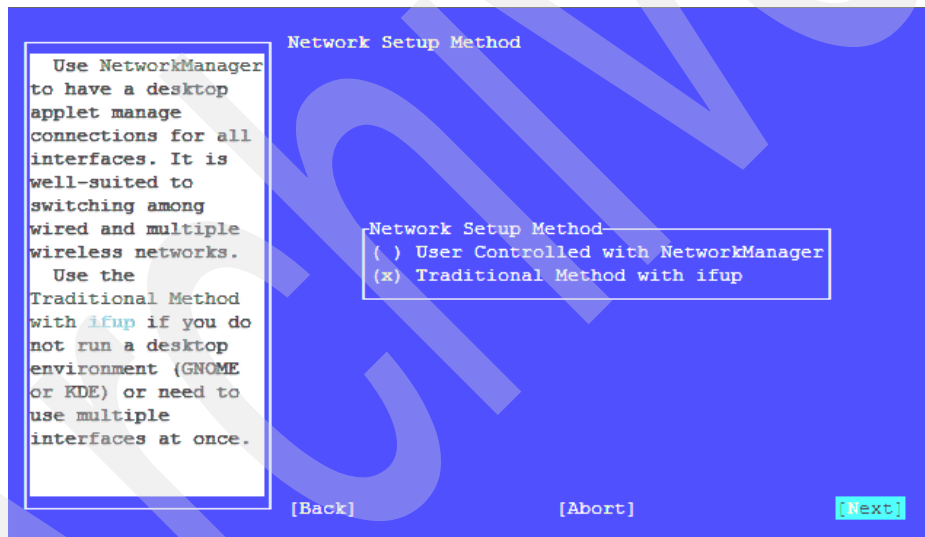 Network Setup Method
Use NetworkManager
to have a desktop
applet manage
connections for all
interfaces. It is
well-suited to
switching among
wired and multiple
wireless networks.
Use the
Traditional Method
with ifup if you do
not run a desktop
environment (GNOME
or KDE) or need to
use multiple
interfaces at once.
Network Setup Method
( ) User Controlled with NetworkManager
(x) Traditional Method with ifup
[Back] [Abort] [Next]